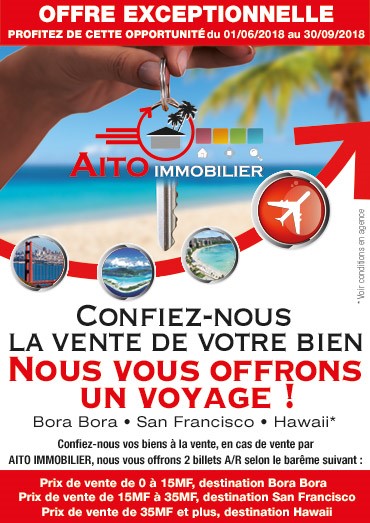 OFFRE EXCEPTIONNELLE
PROFITEZ DE CETTE OPPORTUNITÉ du 01/06/2018 au 30/09/2018
AITO IMMOBILIER
* Voir conditions en agence
CONFIEZ-NOUS
LA VENTE DE VOTRE BIEN
NOUS VOUS OFFRONS
UN VOYAGE !
Bora Bora • San Francisco • Hawaii*
Confiez-nous vos biens à la vente, en cas de vente par
AITO IMMOBILIER, nous vous offrons 2 billets A/R selon le barême suivant :
Prix de vente de 0 à 15MF, destination Bora Bora
Prix de vente de 15MF à 35MF, destination San Francisco
Prix de vente de 35MF et plus, destination Hawaii